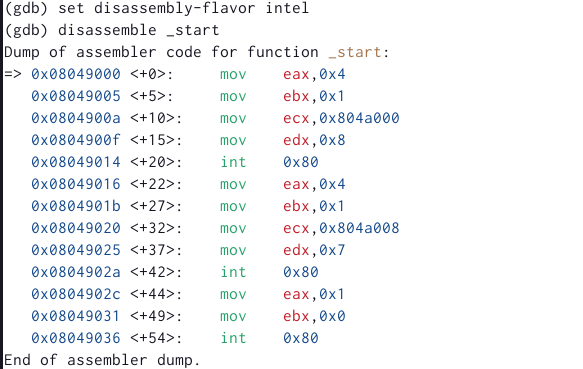 (gdb) set disassembly-flavor intel
(gdb) disassemble _start
Dump of assembler code for function _start:
=> 0x08049000 <+0>:     mov    eax,0x4
   0x08049005 <+5>:     mov    ebx,0x1
   0x0804900a <+10>:    mov    ecx,0x804a000
   0x0804900f <+15>:    mov    edx,0x8
   0x08049014 <+20>:    int    0x80
   0x08049016 <+22>:    mov    eax,0x4
   0x0804901b <+27>:    mov    ebx,0x1
   0x08049020 <+32>:    mov    ecx,0x804a008
   0x08049025 <+37>:    mov    edx,0x7
   0x0804902a <+42>:    int    0x80
   0x0804902c <+44>:    mov    eax,0x1
   0x08049031 <+49>:    mov    ebx,0x0
   0x08049036 <+54>:    int    0x80
End of assembler dump.